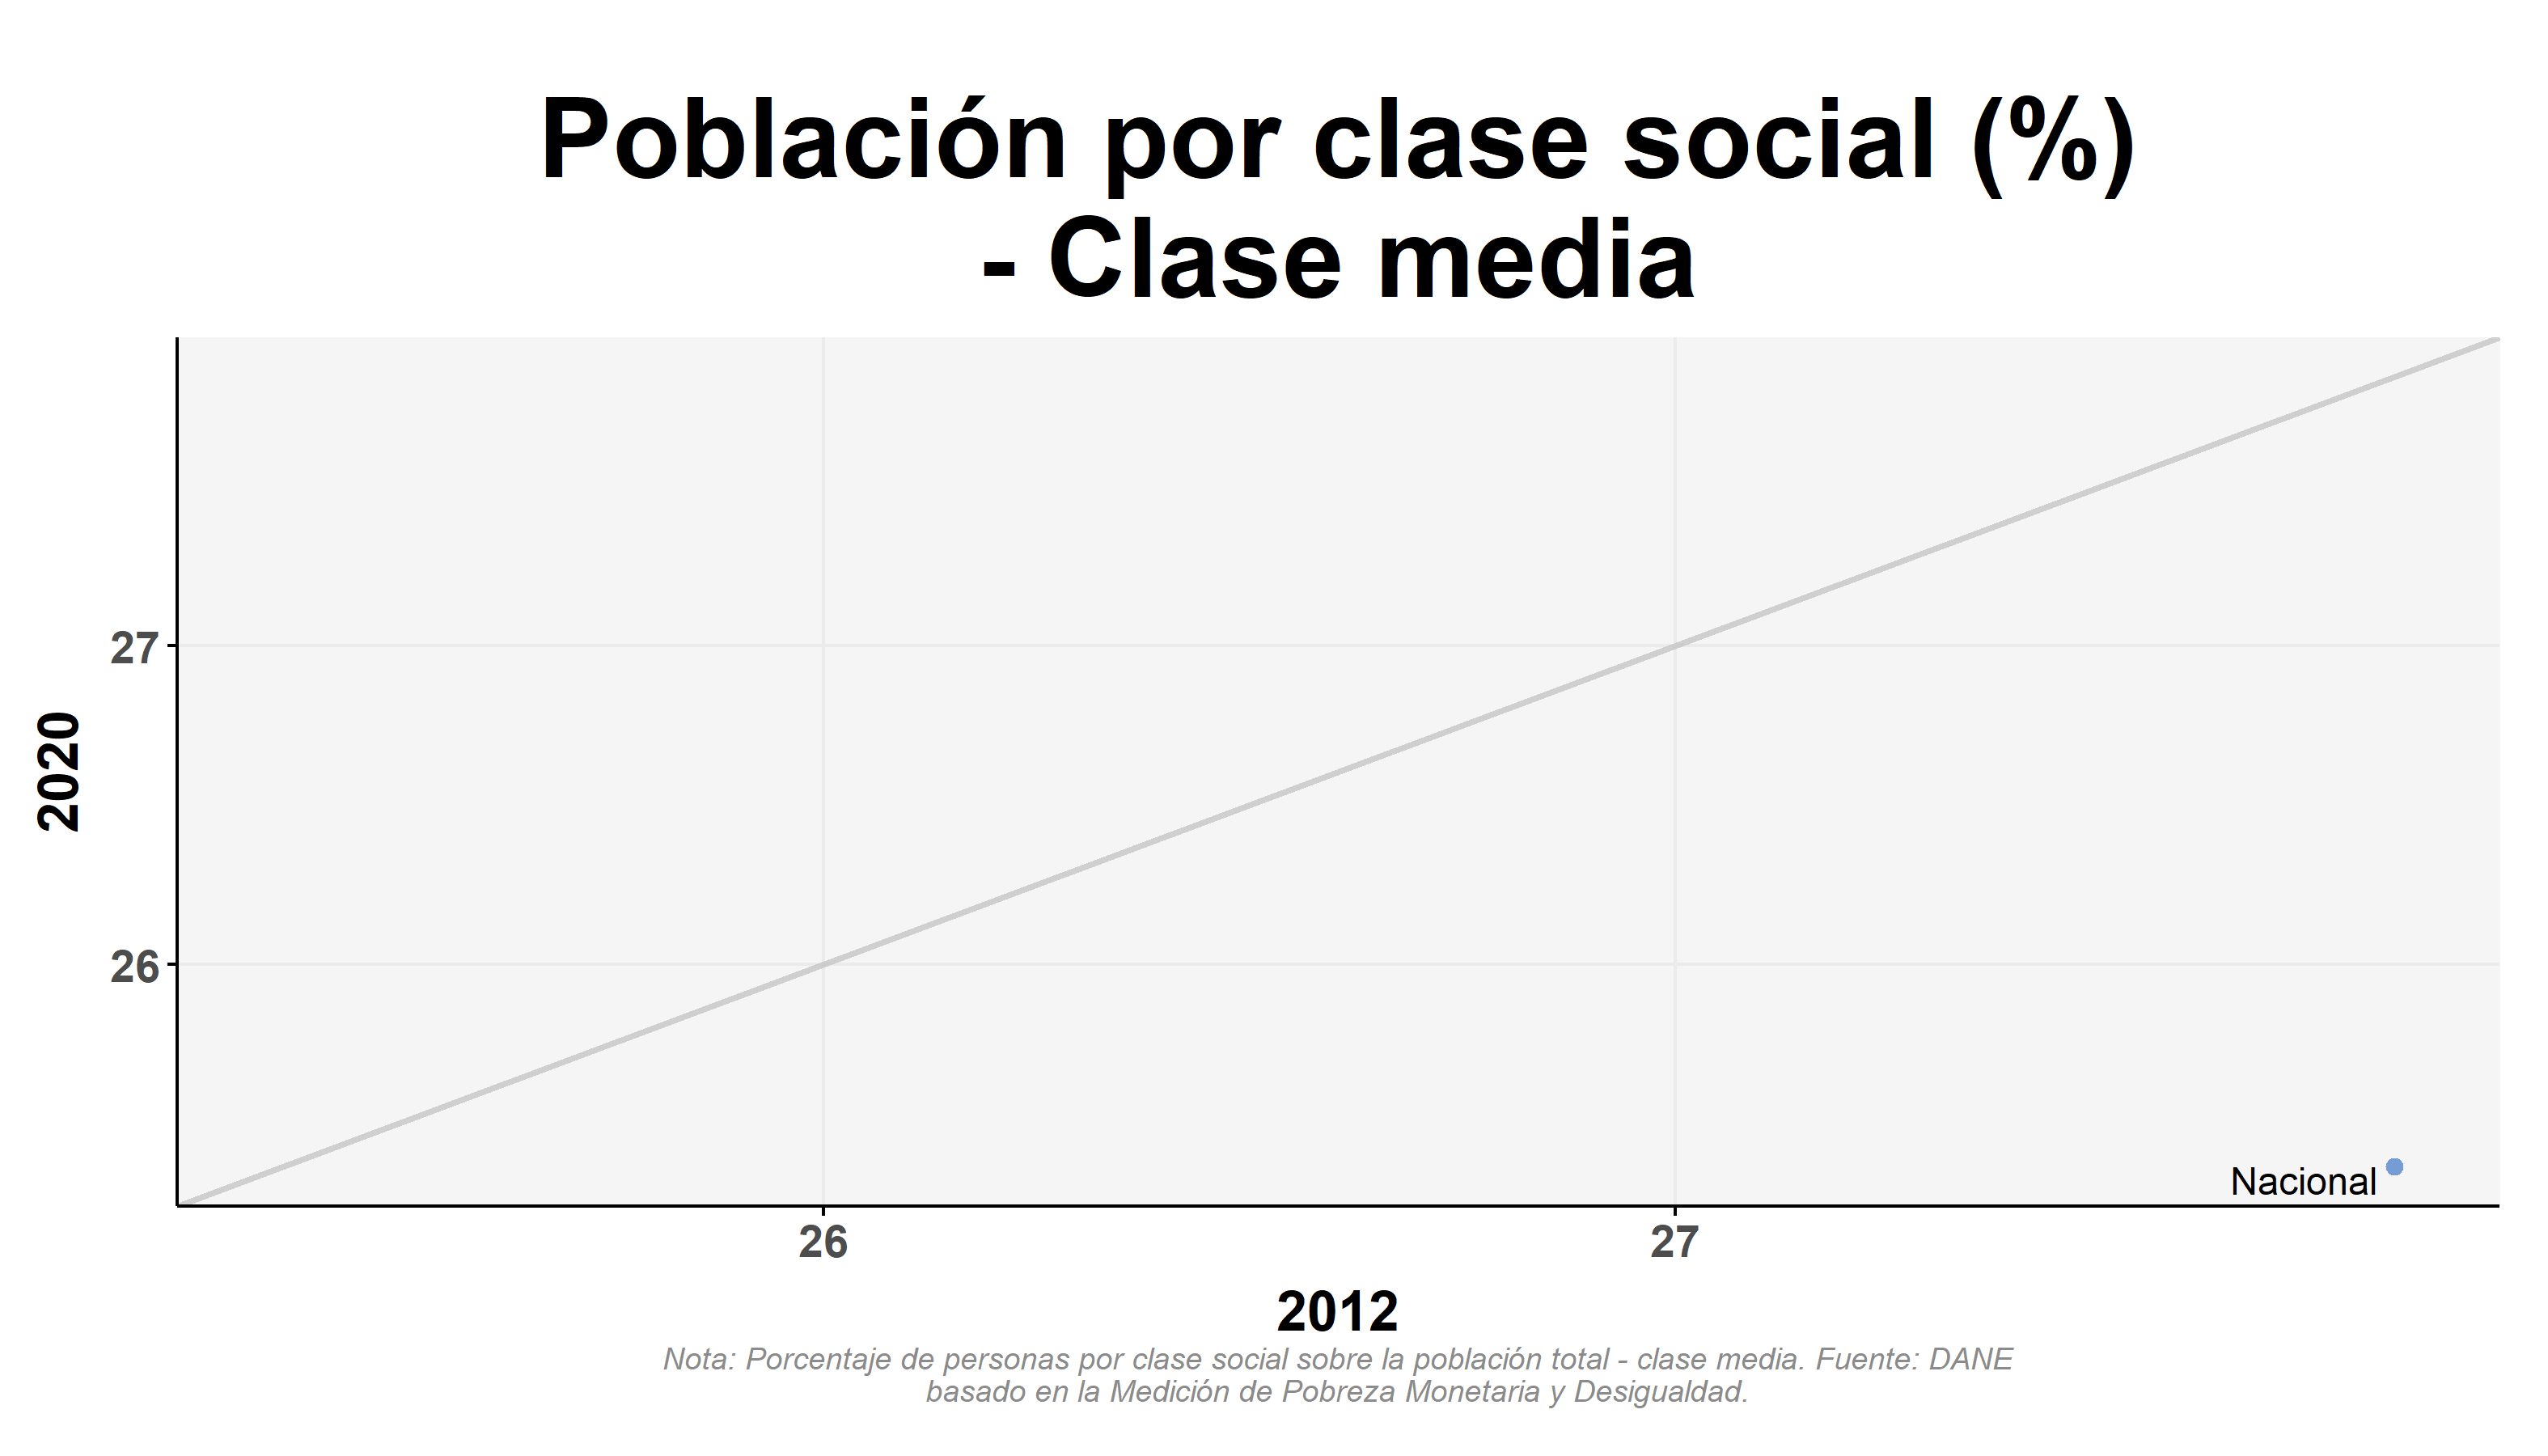 Población por clase social (%)
- Clase media
27
26
2020
Nacional
26
27
2012
Nota: Porcentaje de personas por clase social sobre la población total - clase media. Fuente: DANE
basado en la Medición de Pobreza Monetaria y Desigualdad.